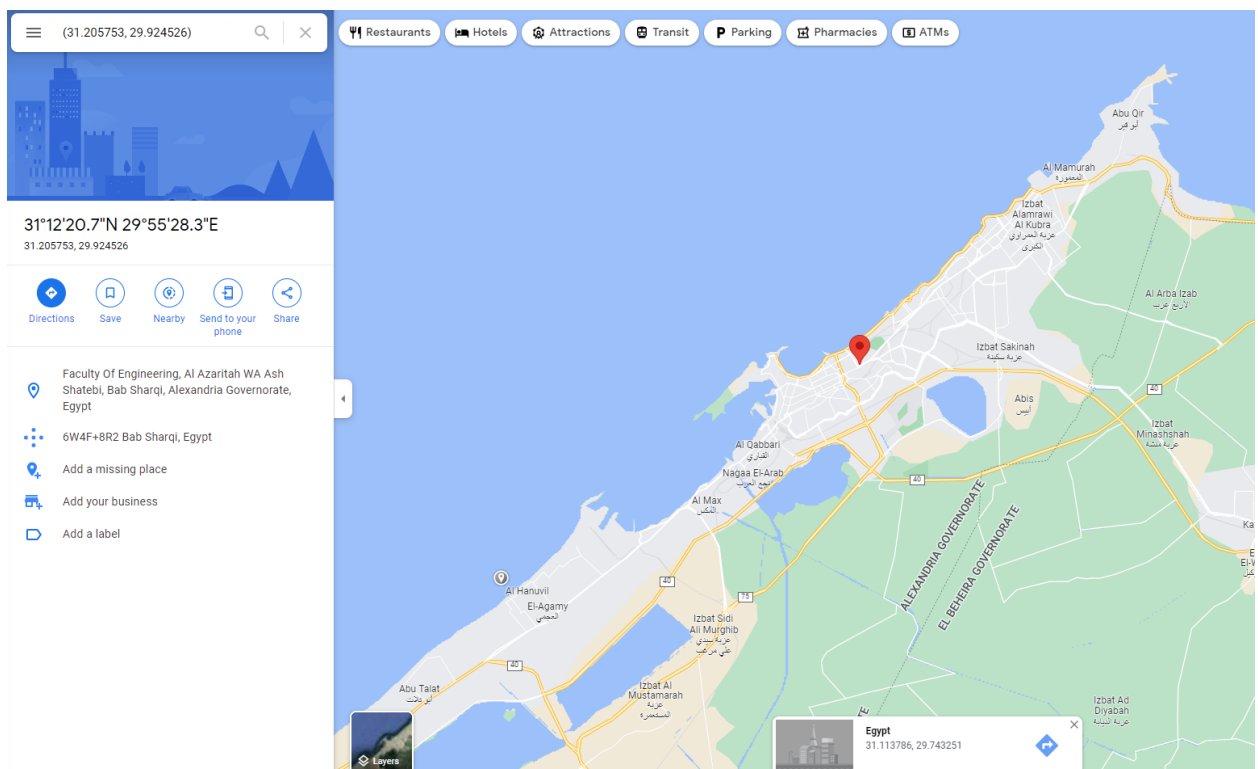 (31.205753, 29.924526)
Restaurants
Hotels
Attractions
Transit
Parking
Pharmacies
ATMs
31°12'20.7"N 29°55'28.3"E
31.205753, 29.924526
Directions
Save
Nearby
Send to your
phone
Share
Faculty Of Engineering, Al Azaritah WA Ash
Shatebi, Bab Sharqi, Alexandria Governorate,
Egypt
6W4F+8R2 Bab Sharqi, Egypt
Add a missing place
Add your business
Add a label
Abu Qir
أبو قير
Al Mamurah
المعمورة
Izbat
Alamrawi
Al Kubra
عزبة العمراوي
الكبرى
Al Arba Izab
الأربع عزب
Izbat Sakinah
عزبة سكينة
40
Abis
أبيس
Izbat
Minashshah
عزبة منشة
Al Qabbari
القباري
Nagaa El-Arab
نجع العرب
40
Al Max
المكس
ALEXANDRIA GOVERNORATE
EL BEHEIRA GOVERNORATE
Ka
El-W
Al Hanuvil
40
El-Agamy
العجمي
75
Izbat Sidi
Ali Murghib
عزبة سيدي
علي مرغب
40
Abu Talat
أبو تلات
Izbat Al
Mustamarah
عزبة
المستعمرة
Izbat Ad
Diyabah
Layers
Egypt
31.113786, 29.743251